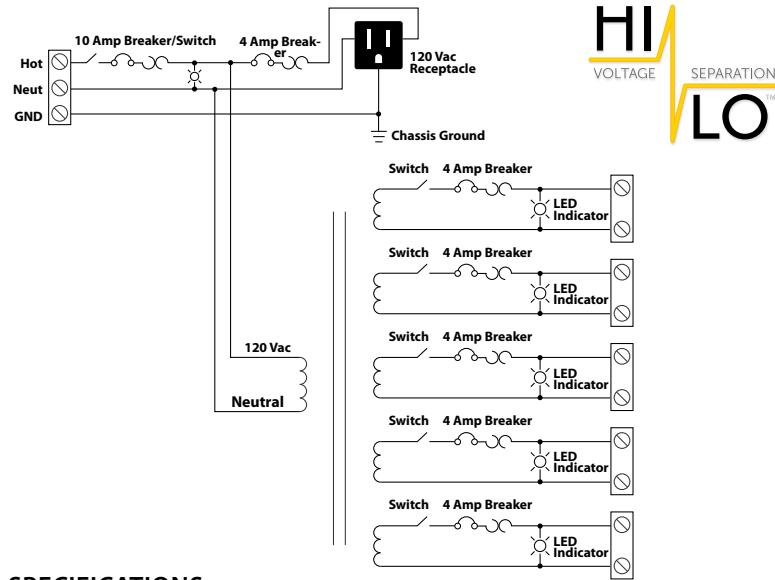 HI
VOLTAGE SEPARATION
LO™
10 Amp Breaker/Switch
4 Amp Break-
er
Hot
Neut
GND
120 Vac
Receptacle
Chassis Ground
Switch 4 Amp Breaker
LED
Indicator
Switch 4 Amp Breaker
LED
Indicator
Switch 4 Amp Breaker
LED
Indicator
Switch 4 Amp Breaker
LED
Indicator
Switch 4 Amp Breaker
LED
Indicator
120 Vac
Neutral
SPECIFICATIONS